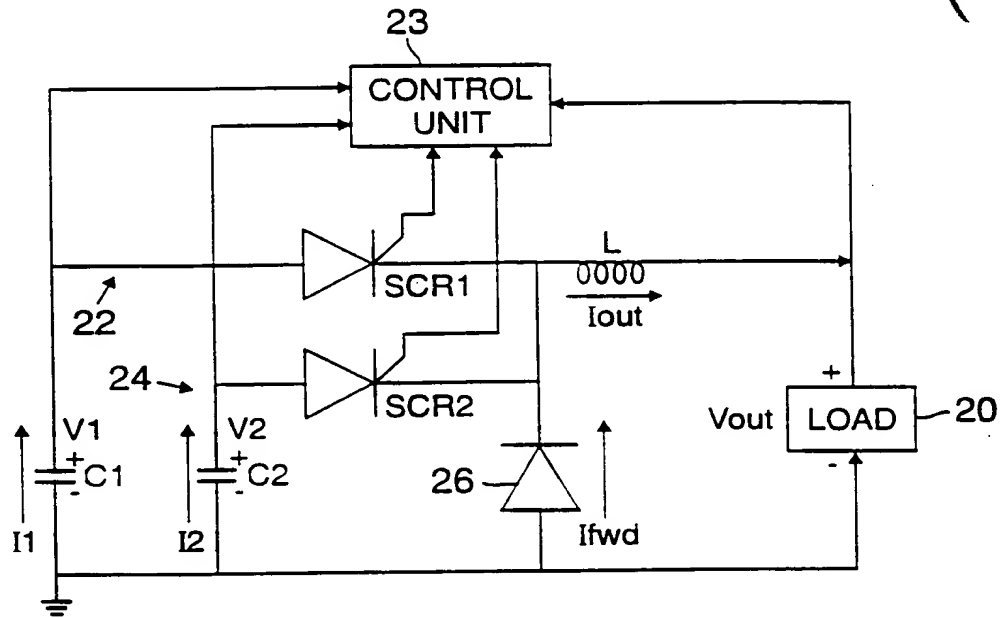 23
CONTROL
UNIT
L
SCR1
Iout
22
24
SCR2
+
Vout
LOAD
20
-
V1
+
C1
-
V2
+
C2
-
26
I1
I2
Ifwd